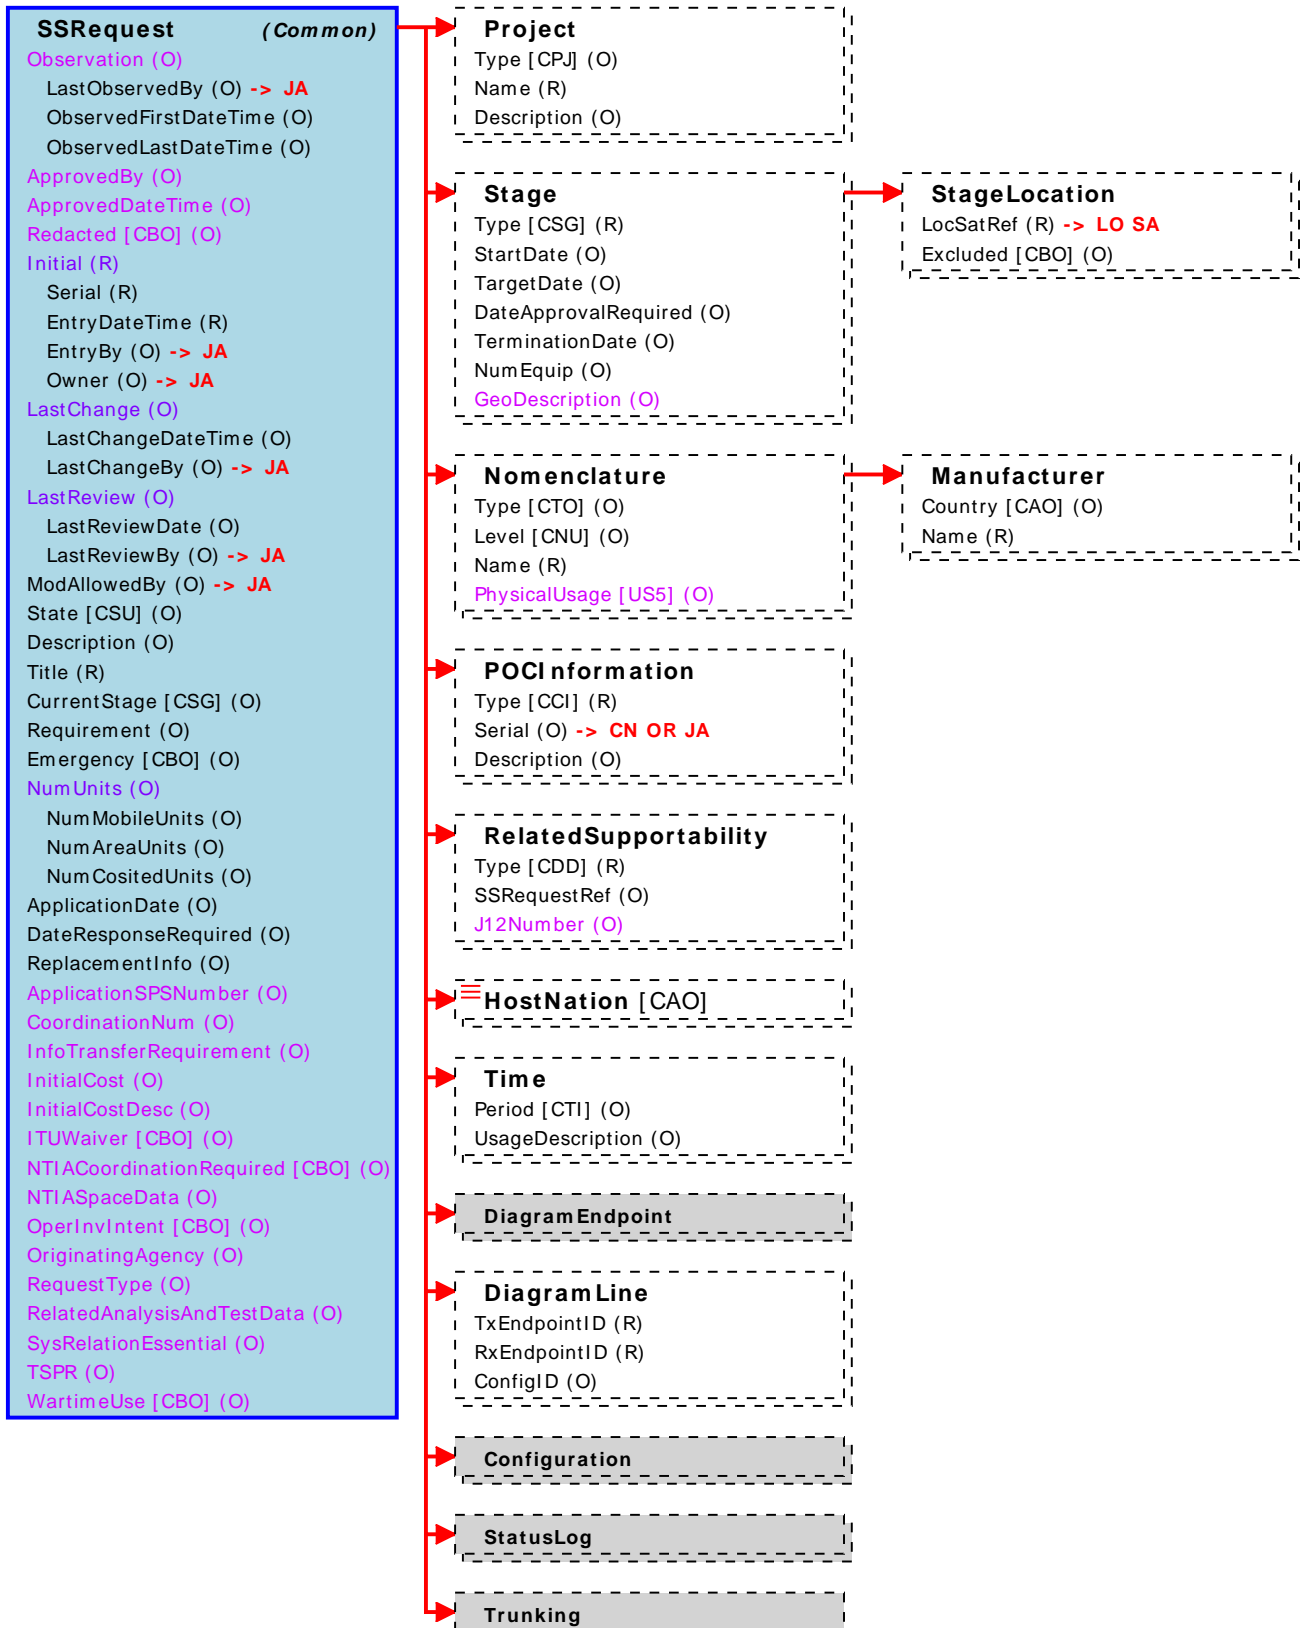 SSRequest (Common)
Observation (O)
LastObservedBy (O) -> JA
ObservedFirstDateTime (O)
ObservedLastDateTime (O)
ApprovedBy (O)
ApprovedDateTime (O)
Redacted [CBO] (O)
Initial (R)
Serial (R)
EntryDateTime (R)
EntryBy (O) -> JA
Owner (O) -> JA
LastChange (O)
LastChangeDateTime (O)
LastChangeBy (O) -> JA
LastReview (O)
LastReviewDate (O)
LastReviewBy (O) -> JA
ModAllowedBy (O) -> JA
State [CSU] (O)
Description (O)
Title (R)
CurrentStage [CSG] (O)
Requirement (O)
Emergency [CBO] (O)
NumUnits (O)
NumMobileUnits (O)
NumAreaUnits (O)
NumCositedUnits (O)
ApplicationDate (O)
DateResponseRequired (O)
ReplacementInfo (O)
ApplicationSPSNumber (O)
CoordinationNum (O)
InfoTransferRequirement (O)
InitialCost (O)
InitialCostDesc (O)
ITUWaiver [CBO] (O)
NTIACoordinationRequired [CBO] (O)
NTIASpaceData (O)
OperInvIntent [CBO] (O)
OriginatingAgency (O)
RequestType (O)
RelatedAnalysisAndTestData (O)
SysRelationEssential (O)
TSPR (O)
WartimeUse [CBO] (O)
Project
Type [CPJ] (O)
Name (R)
Description (O)
Stage
Type [CSG] (R)
StartDate (O)
TargetDate (O)
DateApprovalRequired (O)
TerminationDate (O)
NumEquip (O)
GeoDescription (O)
StageLocation
LocSatRef (R) -> LO SA
Excluded [CBO] (O)
Nomenclature
Type [CTO] (O)
Level [CNU] (O)
Name (R)
PhysicalUsage [US5] (O)
Manufacturer
Country [CAO] (O)
Name (R)
POCInformation
Type [CCI] (R)
Serial (O) -> CN OR JA
Description (O)
RelatedSupportability
Type [CDD] (R)
SSRequestRef (O)
J12Number (O)
HostNation [CAO]
Time
Period [CTI] (O)
UsageDescription (O)
DiagramEndpoint
DiagramLine
TxEndpointID (R)
RxEndpointID (R)
ConfigID (O)
Configuration
StatusLog
Trunking